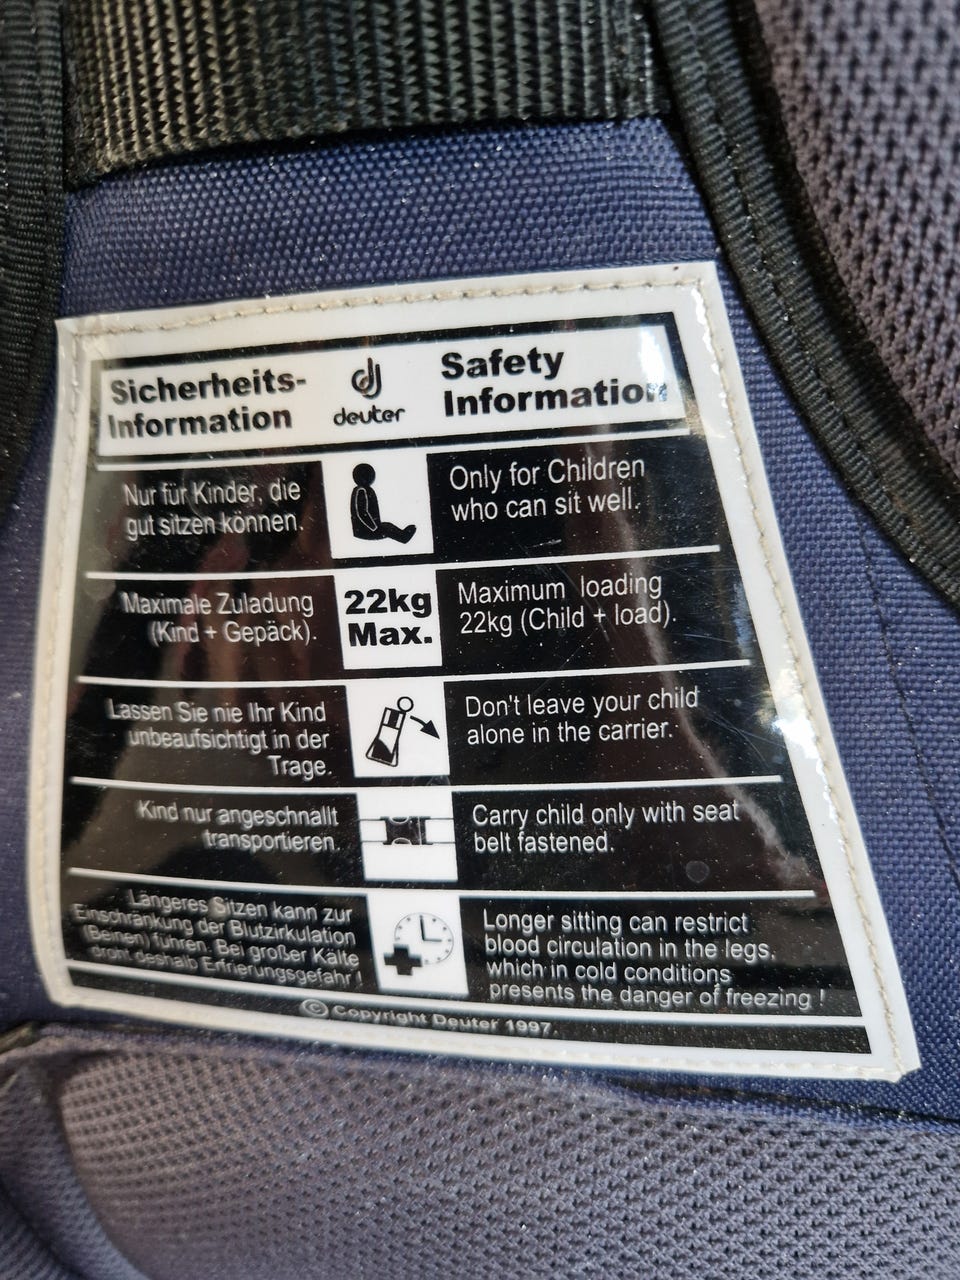 Sicherheits-
Information
deuter
Safety
Information
Nur für Kinder, die
gut sitzen können.
Only for Children
who can sit well.
Maximale Zuladung
(Kind + Gepäck).
22kg
Max.
Maximum loading
22kg (Child + load).
Lassen Sie nie Ihr Kind
unbeaufsichtigt in der
Trage.
Don't leave your child
alone in the carrier.
Kind nur angeschnallt
transportieren.
Carry child only with seat
belt fastened.
Längeres Sitzen kann zur
Einschränkung der Blutzirkulation
(Beinen) führen. Bei großer Kälte
droht deshalb Erfrierungsgefahr !
Longer sitting can restrict
blood circulation in the legs,
which in cold conditions
presents the danger of freezing !
© Copyright Deuter 1997.